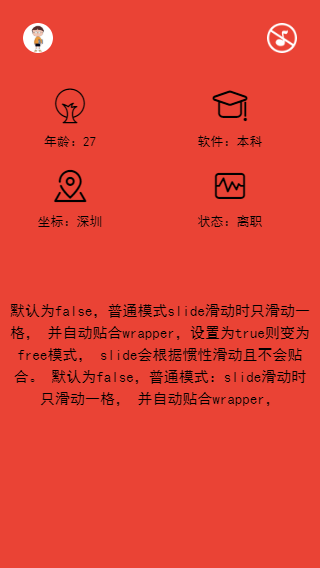 年龄：27 软件：本科
坐标：深圳 状态：离职
默认为false，普通模式slide滑动时只滑动一
格， 并自动贴合wrapper，设置为true则变为
free模式， slide会根据惯性滑动且不会贴
合。 默认为false，普通模式：slide滑动时
只滑动一格， 并自动贴合wrapper，